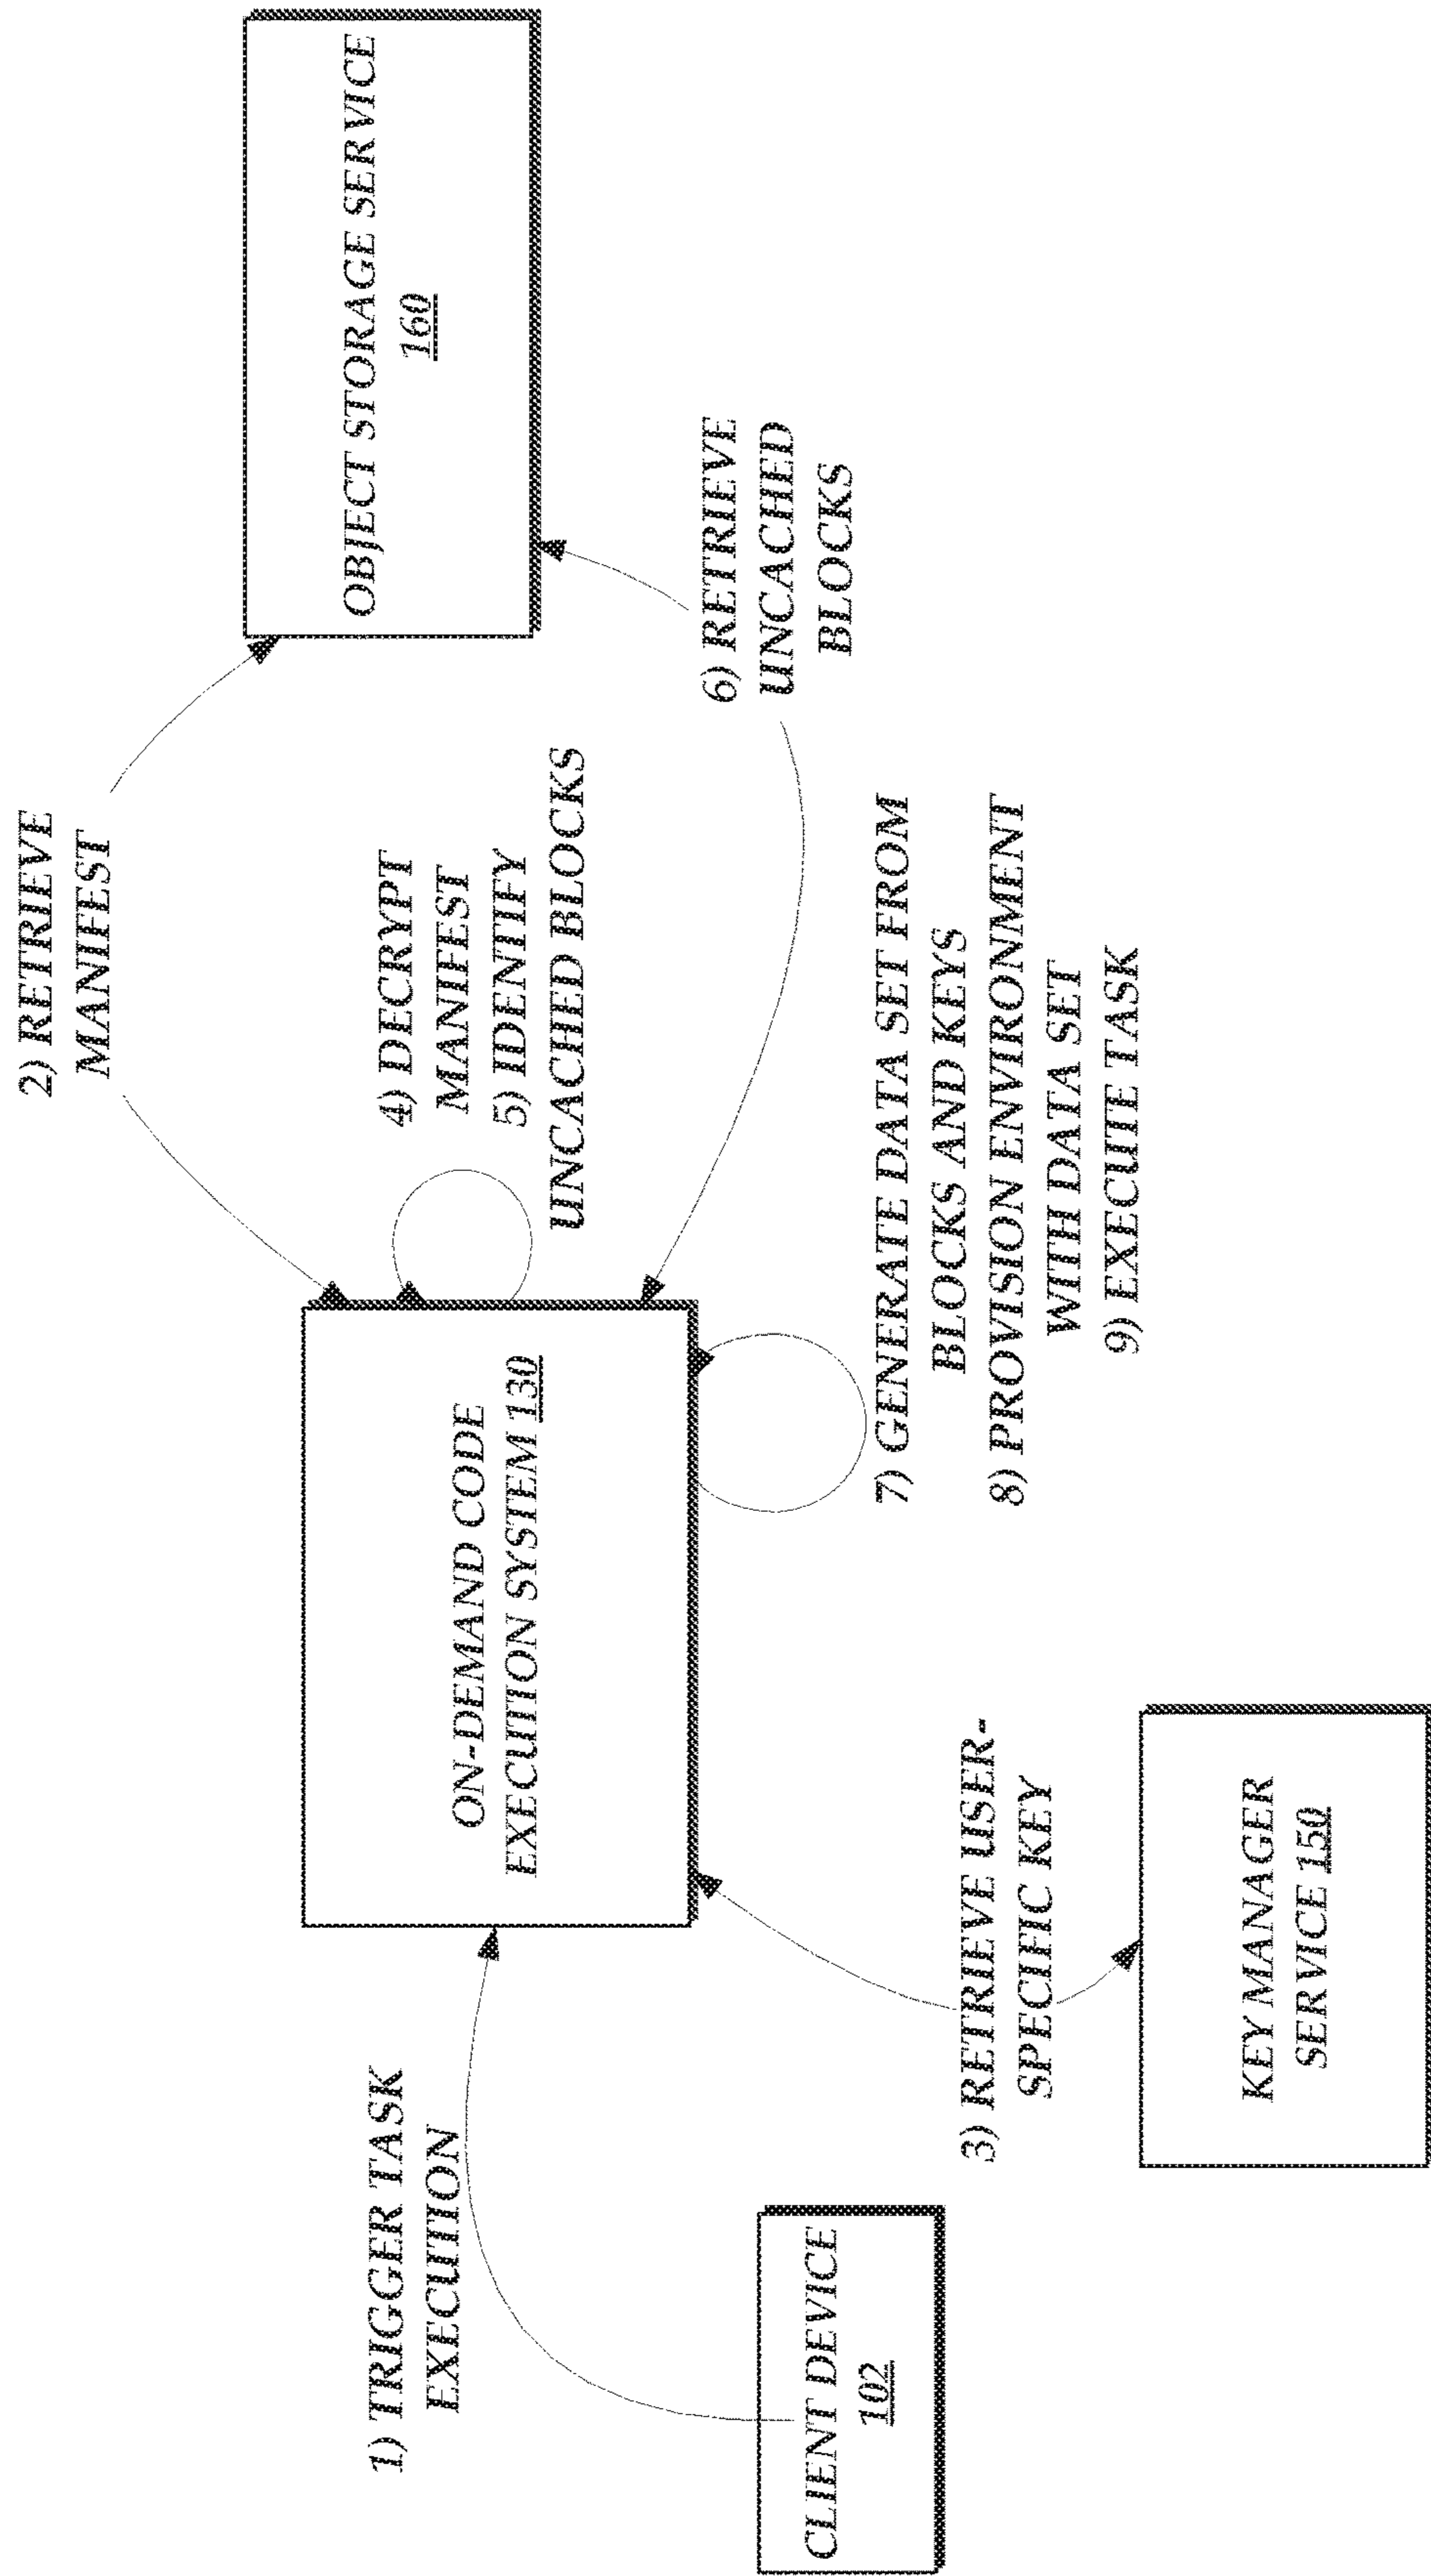 1) TRIGGER TASK
EXECUTION
CLIENT DEVICE
102
ON-DEMAND CODE
EXECUTION SYSTEM 130
2) RETRIEVE
MANIFEST
OBJECT STORAGE SERVICE
160
3) RETRIEVE USER-
SPECIFIC KEY
KEY MANAGER
SERVICE 150
4) DECRYPT
MANIFEST
5) IDENTIFY
UNCACHED BLOCKS
6) RETRIEVE
UNCACHED
BLOCKS
7) GENERATE DATA SET FROM
BLOCKS AND KEYS
8) PROVISION ENVIRONMENT
WITH DATA SET
9) EXECUTE TASK